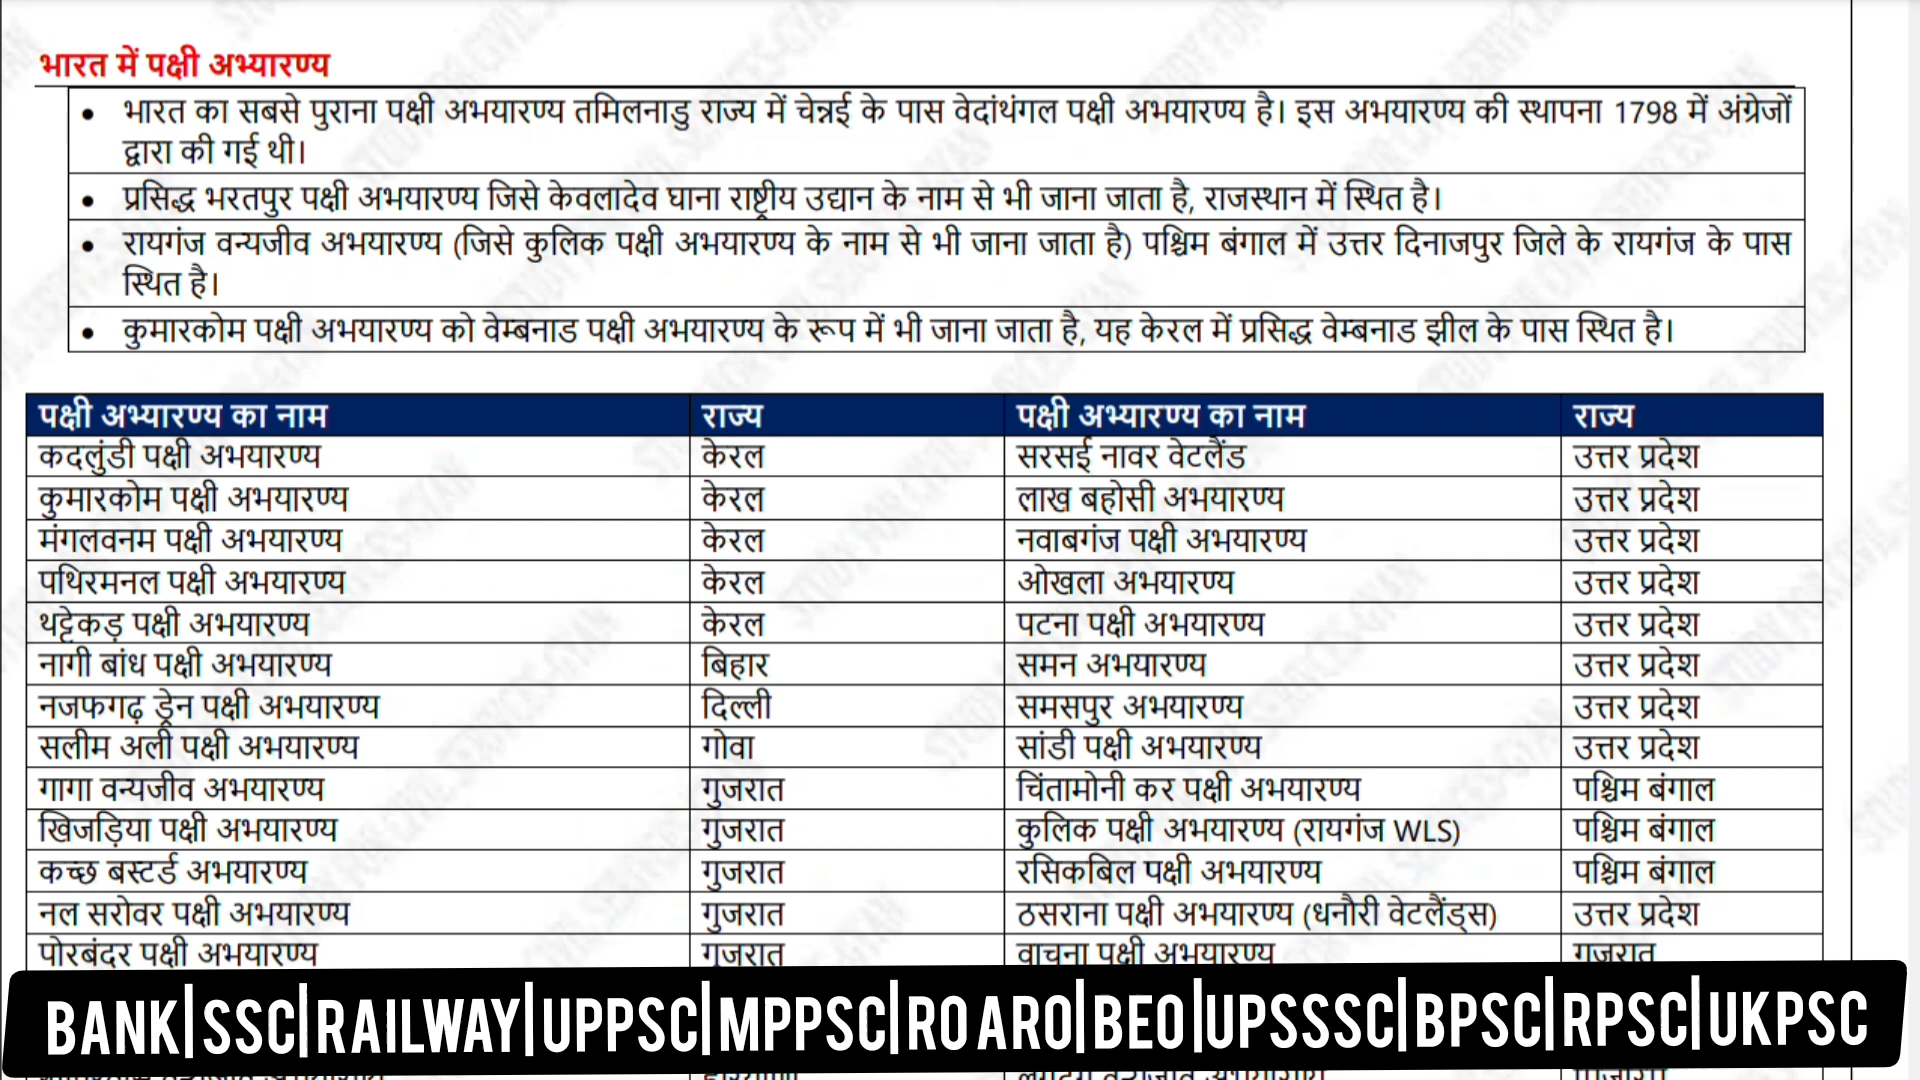 भारत में पक्षी अभ्यारण्य
• भारत का सबसे पुराना पक्षी अभयारण्य तमिलनाडु राज्य में चेन्नई के पास वेदांथंगल पक्षी अभयारण्य है। इस अभयारण्य की स्थापना 1798 में अंग्रेजों
द्वारा की गई थी।
• प्रसिद्ध भरतपुर पक्षी अभयारण्य जिसे केवलादेव घाना राष्ट्रीय उद्यान के नाम से भी जाना जाता है, राजस्थान में स्थित है।
• रायगंज वन्यजीव अभयारण्य (जिसे कुलिक पक्षी अभयारण्य के नाम से भी जाना जाता है) पश्चिम बंगाल में उत्तर दिनाजपुर जिले के रायगंज के पास
स्थित है।
• कुमारकोम पक्षी अभयारण्य को वेम्बनाड पक्षी अभयारण्य के रूप में भी जाना जाता है, यह केरल में प्रसिद्ध वेम्बनाड झील के पास स्थित है।
पक्षी अभ्यारण्य का नाम राज्य पक्षी अभ्यारण्य का नाम राज्य
कदलुंडी पक्षी अभयारण्य केरल सरसई नावर वेटलैंड उत्तर प्रदेश
कुमारकोम पक्षी अभयारण्य केरल लाख बहोसी अभयारण्य उत्तर प्रदेश
मंगलवनम पक्षी अभयारण्य केरल नवाबगंज पक्षी अभयारण्य उत्तर प्रदेश
पथिरमनल पक्षी अभयारण्य केरल ओखला अभयारण्य उत्तर प्रदेश
थट्टेकड़ पक्षी अभयारण्य केरल पटना पक्षी अभयारण्य उत्तर प्रदेश
नागी बांध पक्षी अभयारण्य बिहार समन अभयारण्य उत्तर प्रदेश
नजफगढ़ ड्रेन पक्षी अभयारण्य दिल्ली समसपुर अभयारण्य उत्तर प्रदेश
सलीम अली पक्षी अभयारण्य गोवा सांडी पक्षी अभयारण्य उत्तर प्रदेश
गागा वन्यजीव अभयारण्य गुजरात चिंतामोनी कर पक्षी अभयारण्य पश्चिम बंगाल
खिजड़िया पक्षी अभयारण्य गुजरात कुलिक पक्षी अभयारण्य (रायगंज WLS) पश्चिम बंगाल
कच्छ बस्टर्ड अभयारण्य गुजरात रसिकबिल पक्षी अभयारण्य पश्चिम बंगाल
नल सरोवर पक्षी अभयारण्य गुजरात ठसराना पक्षी अभयारण्य (धनौरी वेटलैंड्स) उत्तर प्रदेश
पोरबंदर पक्षी अभयारण्य गुजरात वाचना पक्षी अभयारण्य गुजरात
BANK|SSC|RAILWAY|UPPSC|MPPSC|RO ARO|BEO|UPSSSC|BPSC|RPSC|UKPSC